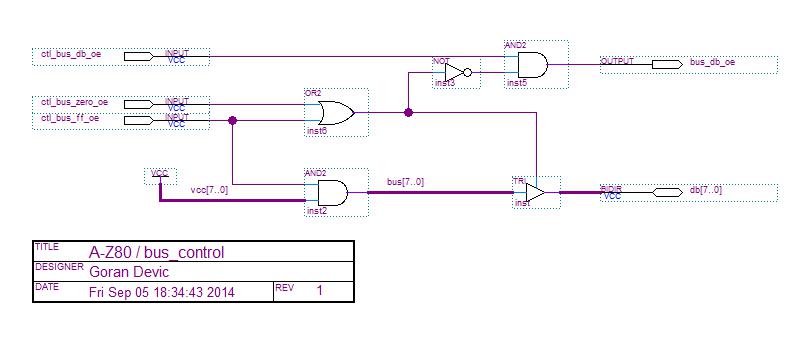 ctl_bus_db_oe
INPUT
VCC
NOT
inst3
AND2
inst5
OUTPUT
bus_db_oe
ctl_bus_zero_oe
INPUT
VCC
ctl_bus_ff_oe
INPUT
VCC
OR2
inst6
VCC
vcc[7..0]
AND2
inst2
bus[7..0]
TRI
inst
BIDIR
VCC
db[7..0]
TITLE A-Z80 / bus_control
DESIGNER Goran Devic
DATE Fri Sep 05 18:34:43 2014 REV 1